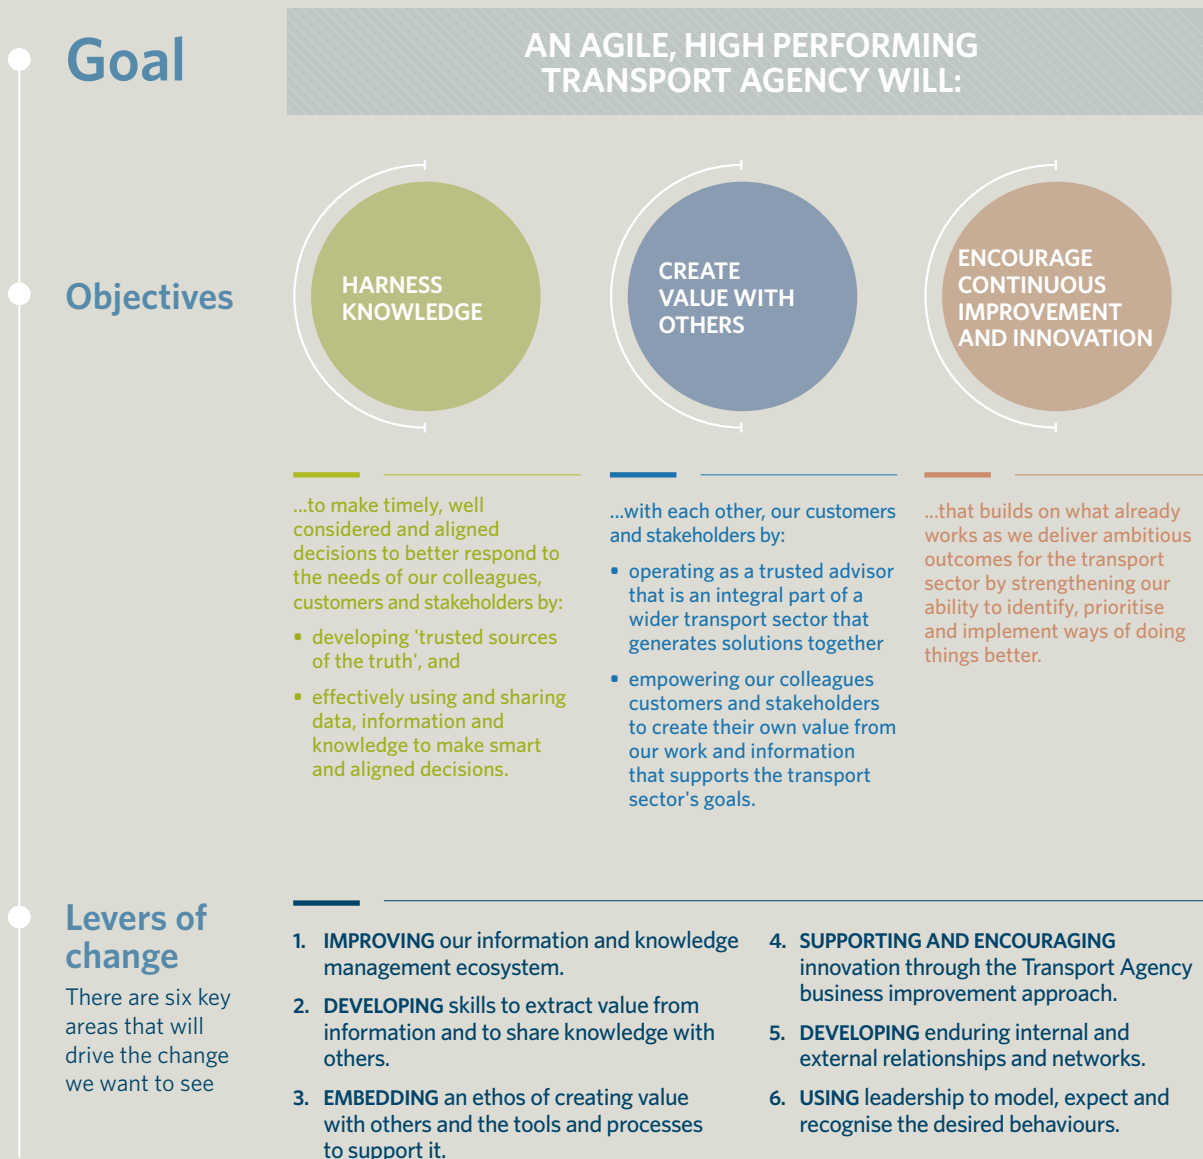 Goal
AN AGILE, HIGH PERFORMING
TRANSPORT AGENCY WILL:
Objectives
HARNESS
KNOWLEDGE
CREATE
VALUE WITH
OTHERS
ENCOURAGE
CONTINUOUS
IMPROVEMENT
AND INNOVATION
...to make timely, well
considered and aligned
decisions to better respond to
the needs of our colleagues,
customers and stakeholders by:
▪ developing 'trusted sources
of the truth', and
▪ effectively using and sharing
data, information and
knowledge to make smart
and aligned decisions.
...with each other, our customers
and stakeholders by:
▪ operating as a trusted advisor
that is an integral part of a
wider transport sector that
generates solutions together
▪ empowering our colleagues
customers and stakeholders
to create their own value from
our work and information
that supports the transport
sector's goals.
...that builds on what already
works as we deliver ambitious
outcomes for the transport
sector by strengthening our
ability to identify, prioritise
and implement ways of doing
things better.
Levers of
change
There are six key
areas that will
drive the change
we want to see
1. IMPROVING our information and knowledge
management ecosystem.
2. DEVELOPING skills to extract value from
information and to share knowledge with
others.
3. EMBEDDING an ethos of creating value
with others and the tools and processes
to support it.
4. SUPPORTING AND ENCOURAGING
innovation through the Transport Agency
business improvement approach.
5. DEVELOPING enduring internal and
external relationships and networks.
6. USING leadership to model, expect and
recognise the desired behaviours.